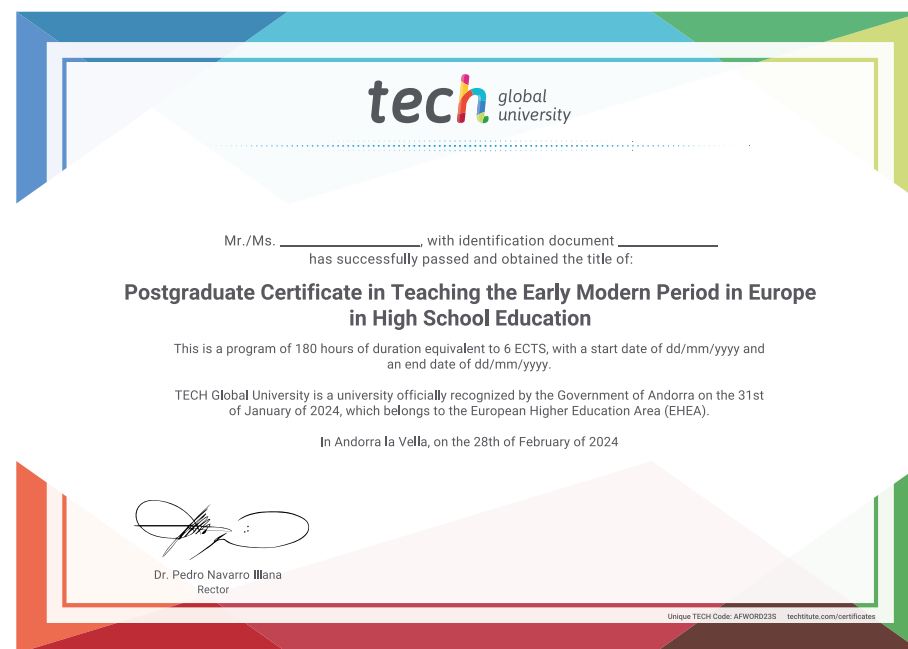 tech global university
Mr./Ms. ____________________, with identification document ______________
has successfully passed and obtained the title of:
Postgraduate Certificate in Teaching the Early Modern Period in Europe
in High School Education
This is a program of 180 hours of duration equivalent to 6 ECTS, with a start date of dd/mm/yyyy and
an end date of dd/mm/yyyy.
TECH Global University is a university officially recognized by the Government of Andorra on the 31st
of January of 2024, which belongs to the European Higher Education Area (EHEA).
In Andorra la Vella, on the 28th of February of 2024
Dr. Pedro Navarro Illana
Rector
Unique TECH Code: AFWORD23S techtitute.com/certificates